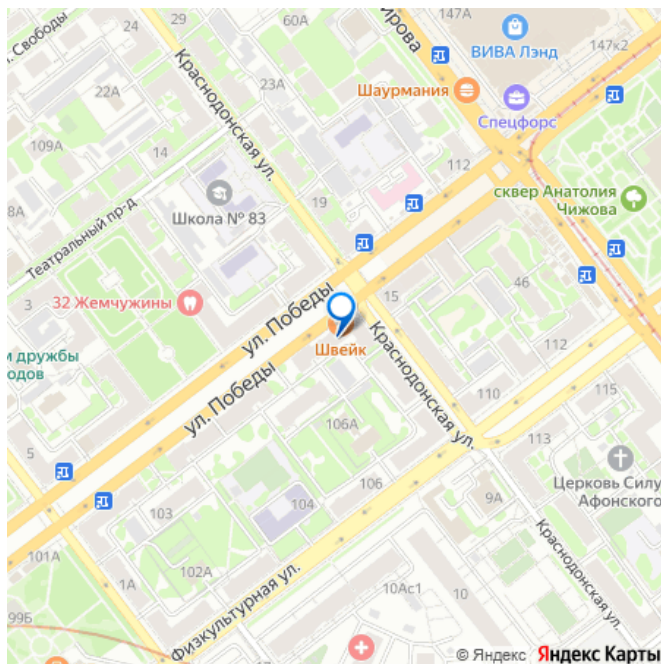 24
29
60А
147А
ВИВА Лэнд
147к2
л. Свободы
Краснодонская ул.
23А
Шаурмания
22А
Спецфорс
109А
14
112
19
сквер Анатолия
Чижова
8А
Школа № 83
Театральный пр-д
46
3
32 Жемчужины
ул. Победы
15
Швейк
Краснодонская ул.
112
м дружбы
одов
ул. Победы
110
106А
113
5
Церковь Силу
Афонского
106
9А
104
103
Краснодонская ул.
101А
1А
102А
Физкультурная ул.
10Ас1
10
99Б
16
17
© Яндекс Яндекс Карты